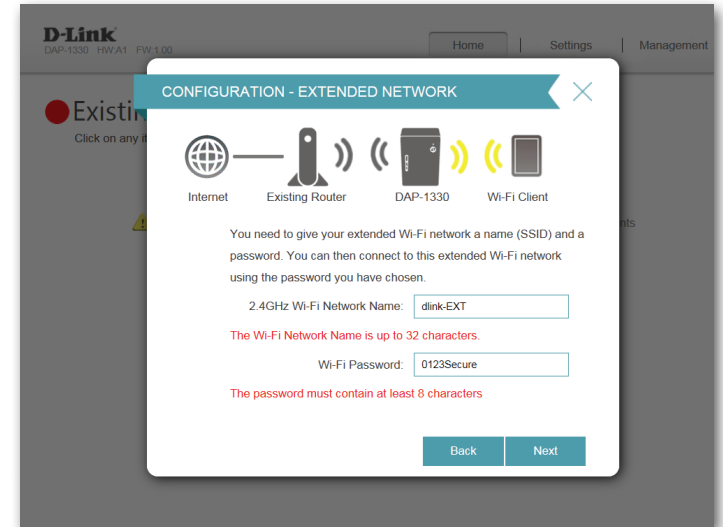 D-Link
DAP-1330 HW:A1 FW:1.00
Home | Settings | Management
CONFIGURATION - EXTENDED NETWORK
Existin
Click on any it
Internet
Existing Router
DAP-1330
Wi-Fi Client
nts
You need to give your extended Wi-Fi network a name (SSID) and a
password. You can then connect to this extended Wi-Fi network
using the password you have chosen.
2.4GHz Wi-Fi Network Name: dlink-EXT
The Wi-Fi Network Name is up to 32 characters.
Wi-Fi Password: 0123Secure
The password must contain at least 8 characters
Back
Next